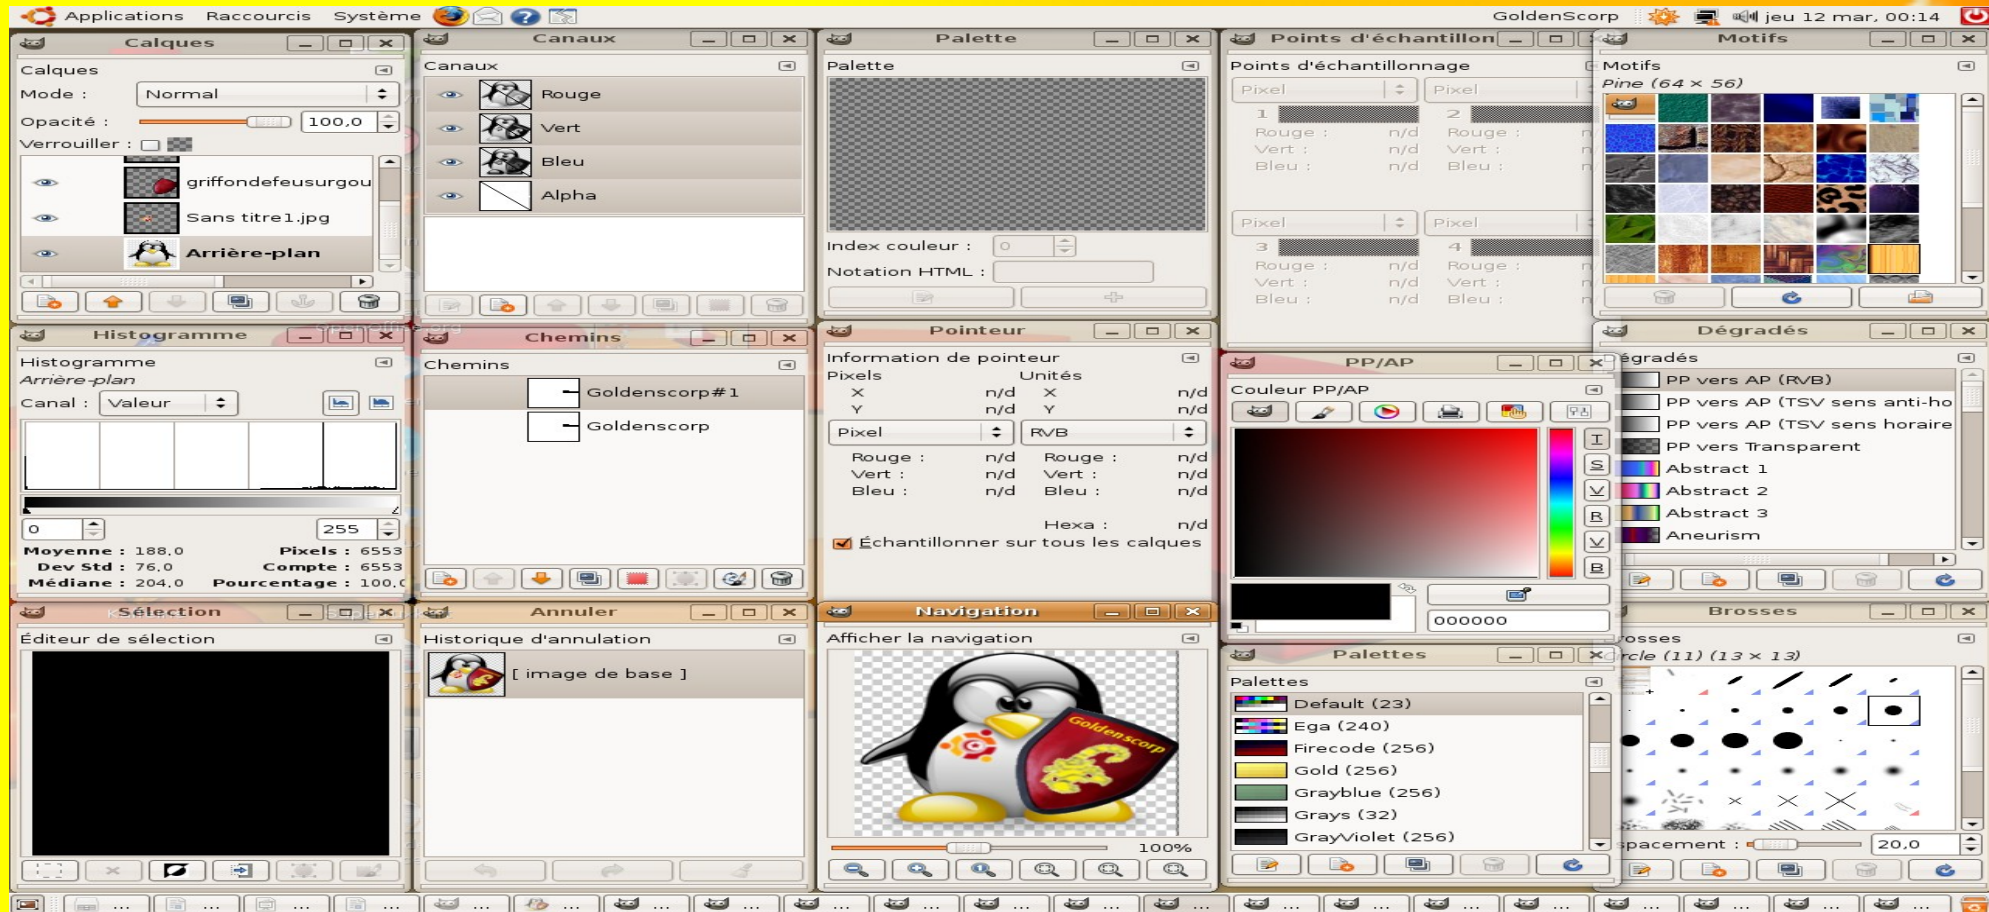 Applications Raccourcis Système
GoldenScorp
jeu 12 mar, 00:14
Calques
Calques
Mode :
Normal
Opacité :
100,0
Verrouiller :
griffondefeusurgou
Sans titre1.jpg
Arrière-plan
Canaux
Canaux
Rouge
Vert
Bleu
Alpha
Palette
Palette
Index couleur :
0
Notation HTML :
Points d'échantillon
Points d'échantillonnage
Pixel
Pixel
1
2
Rouge : n/d Rouge :
Vert : n/d Vert :
Bleu : n/d Bleu :
Pixel
Pixel
3
4
Rouge : n/d Rouge :
Vert : n/d Vert :
Bleu : n/d Bleu :
Motifs
Motifs
Pine (64 × 56)
Histogramme
Histogramme
Arrière-plan
Canal : Valeur
0
255
Moyenne : 188,0 Pixels : 6553
Dev Std : 76,0 Compte : 6553
Médiane : 204,0 Pourcentage : 100,0
Chemins
Chemins
Goldenscorp#1
Goldenscorp
Pointeur
Information de pointeur
Pixels Unités
X n/d X n/d
Y n/d Y n/d
Pixel
RVB
Rouge : n/d Rouge : n/d
Vert : n/d Vert : n/d
Bleu : n/d Bleu : n/d
Hexa : n/d
Échantillonner sur tous les calques
PP/AP
Couleur PP/AP
I
S
V
R
V
B
000000
Dégradés
Dégradés
PP vers AP (RVB)
PP vers AP (TSV sens anti-ho
PP vers AP (TSV sens horaire
PP vers Transparent
Abstract 1
Abstract 2
Abstract 3
Aneurism
Sélection
Éditeur de sélection
Annuler
Historique d'annulation
[ image de base ]
Navigation
Afficher la navigation
Goldenscorp
100%
Palettes
Palettes
Default (23)
Ega (240)
Firecode (256)
Gold (256)
Grayblue (256)
Grays (32)
GrayViolet (256)
Brosses
rosses
rcle (11) (13 × 13)
spacement :
20,0